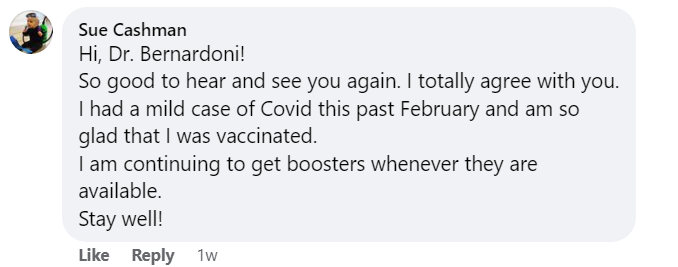 Sue Cashman
Hi, Dr. Bernardoni!
So good to hear and see you again. I totally agree with you.
I had a mild case of Covid this past February and am so
glad that I was vaccinated.
I am continuing to get boosters whenever they are
available.
Stay well!
Like Reply 1w